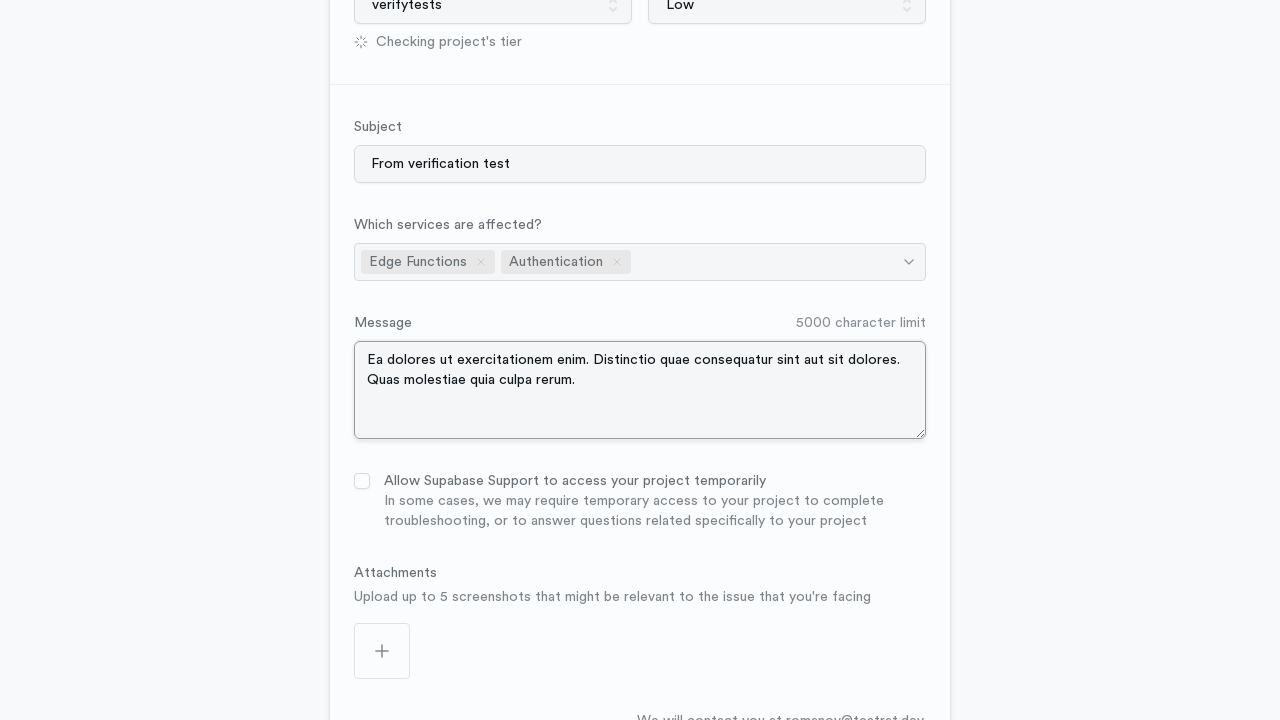 verifytests
Low
Checking project's tier
Subject
From verification test
Which services are affected?
Edge Functions
Authentication
Message
5000 character limit
Ea dolores ut exercitationem enim. Distinctio quae consequatur sint aut sit dolores.
Quas molestiae quia culpa rerum.
Allow Supabase Support to access your project temporarily
In some cases, we may require temporary access to your project to complete
troubleshooting, or to answer questions related specifically to your project
Attachments
Upload up to 5 screenshots that might be relevant to the issue that you're facing
We will contact you at